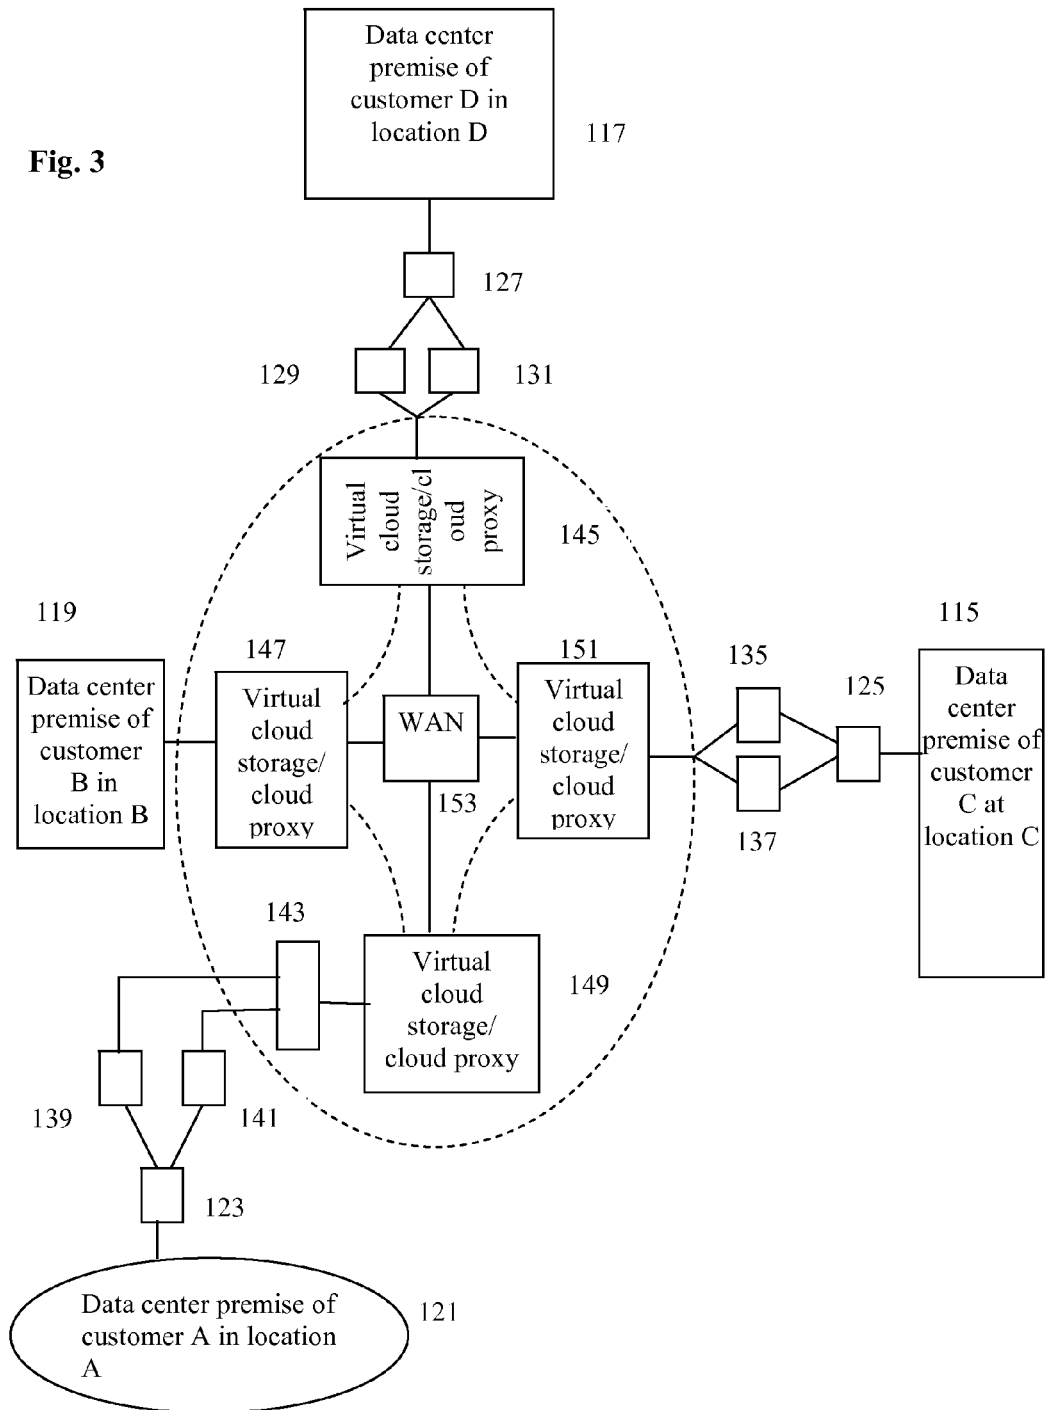 Data center
premise of
customer D in
location D
117
Fig. 3
127
129
131
Virtual
cloud
storage/cl
oud
proxy
145
119
147
151
115
135
125
Data center
premise of
customer
B in
location B
Virtual
cloud
storage/
cloud
proxy
WAN
153
Virtual
cloud
storage/
cloud
proxy
137
Data
center
premise of
customer
C at
location C
143
Virtual
cloud
storage/
cloud proxy
149
139
141
123
Data center premise of
customer A in location
A
121